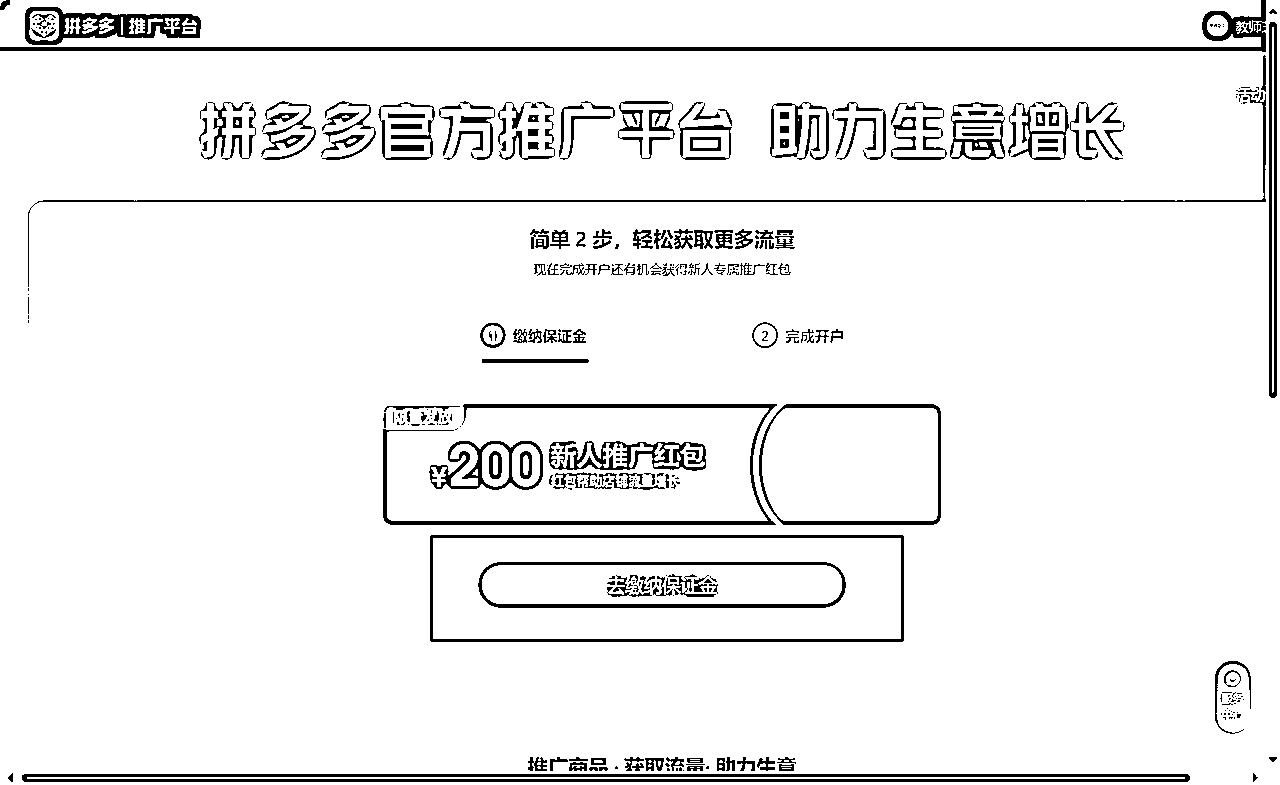 拼多多 | 推广平台
教师
活动
拼多多官方推广平台 助力生意增长
简单 2 步，轻松获取更多流量
现在完成开户还有机会获得新人专属推广红包
1 缴纳保证金
2 完成开户
限量发放
¥200 新人推广红包
红包帮助店铺流量增长
去缴纳保证金
推广商品 · 获取流量 · 助力生意